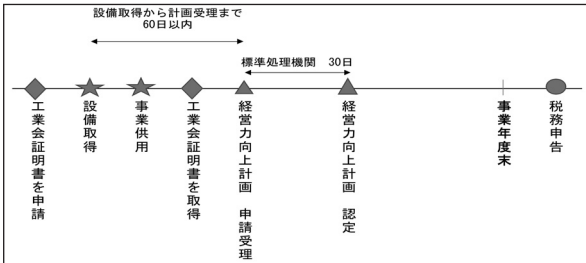 設備取得から計画受理まで
60日以内
標準処理機関　30日
工業会証明書を申請
設備取得
事業供用
工業会証明書を取得
経営力向上計画　申請受理
経営力向上計画　認定
事業年度末
税務申告